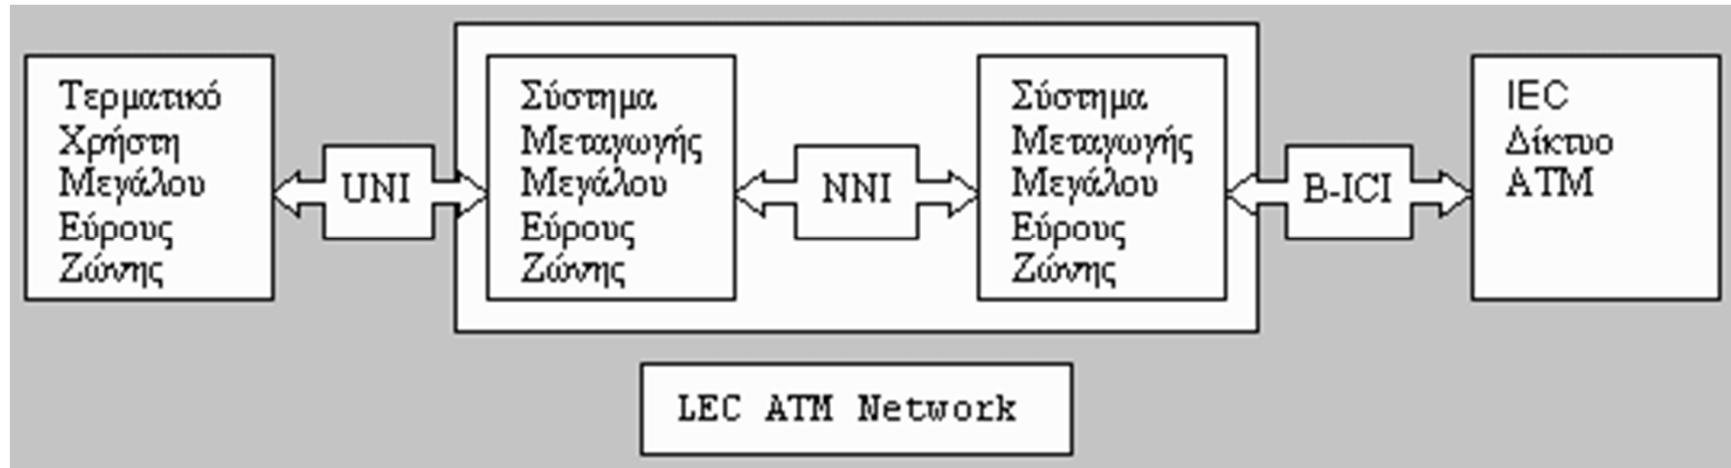 Τερματικό
Χρήστη
Μεγάλου
Εύρους
Ζώνης
UNI
Σύστημα
Μεταγωγής
Μεγάλου
Εύρους
Ζώνης
NNI
Σύστημα
Μεταγωγής
Μεγάλου
Εύρους
Ζώνης
B-ICI
IEC
Δίκτυο
ATM
LEC ATM Network